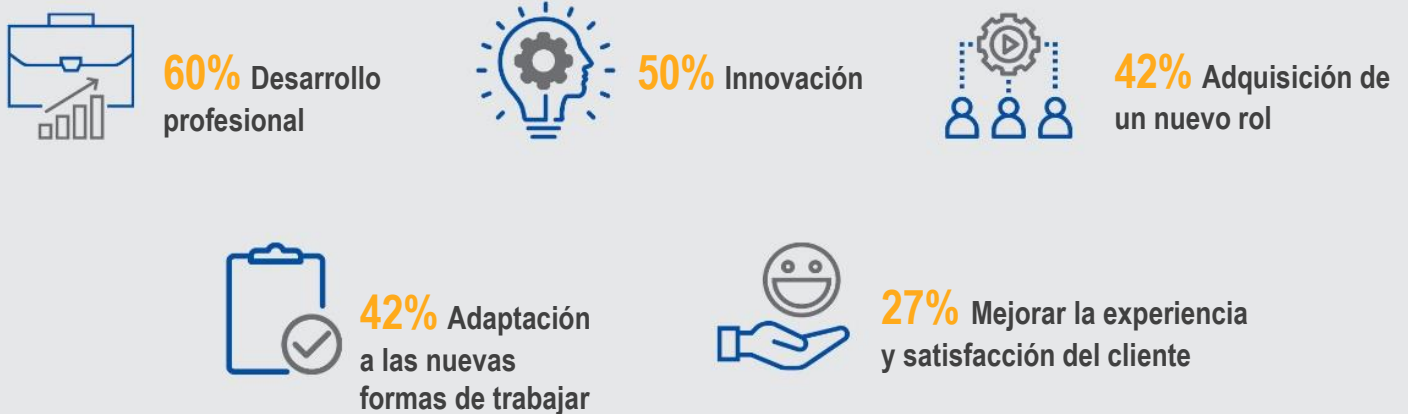 60% Desarrollo
profesional
50% Innovación
42% Adquisición de
un nuevo rol
42% Adaptación
a las nuevas
formas de trabajar
27% Mejorar la experiencia
y satisfacción del cliente